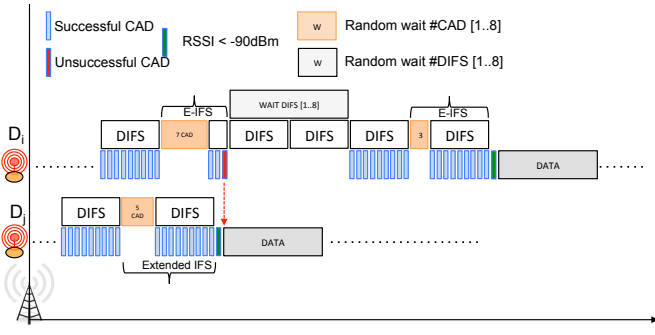 Successful CAD
RSSI < -90dBm
Unsuccessful CAD
w Random wait #CAD [1..8]
w Random wait #DIFS [1..8]
E-IFS
WAIT DIFS [1..8]
E-IFS
Di
DIFS
7 CAD
DIFS
DIFS
DIFS
3
DIFS
DATA
Dj
DIFS
5
CAD
DIFS
DATA
Extended IFS